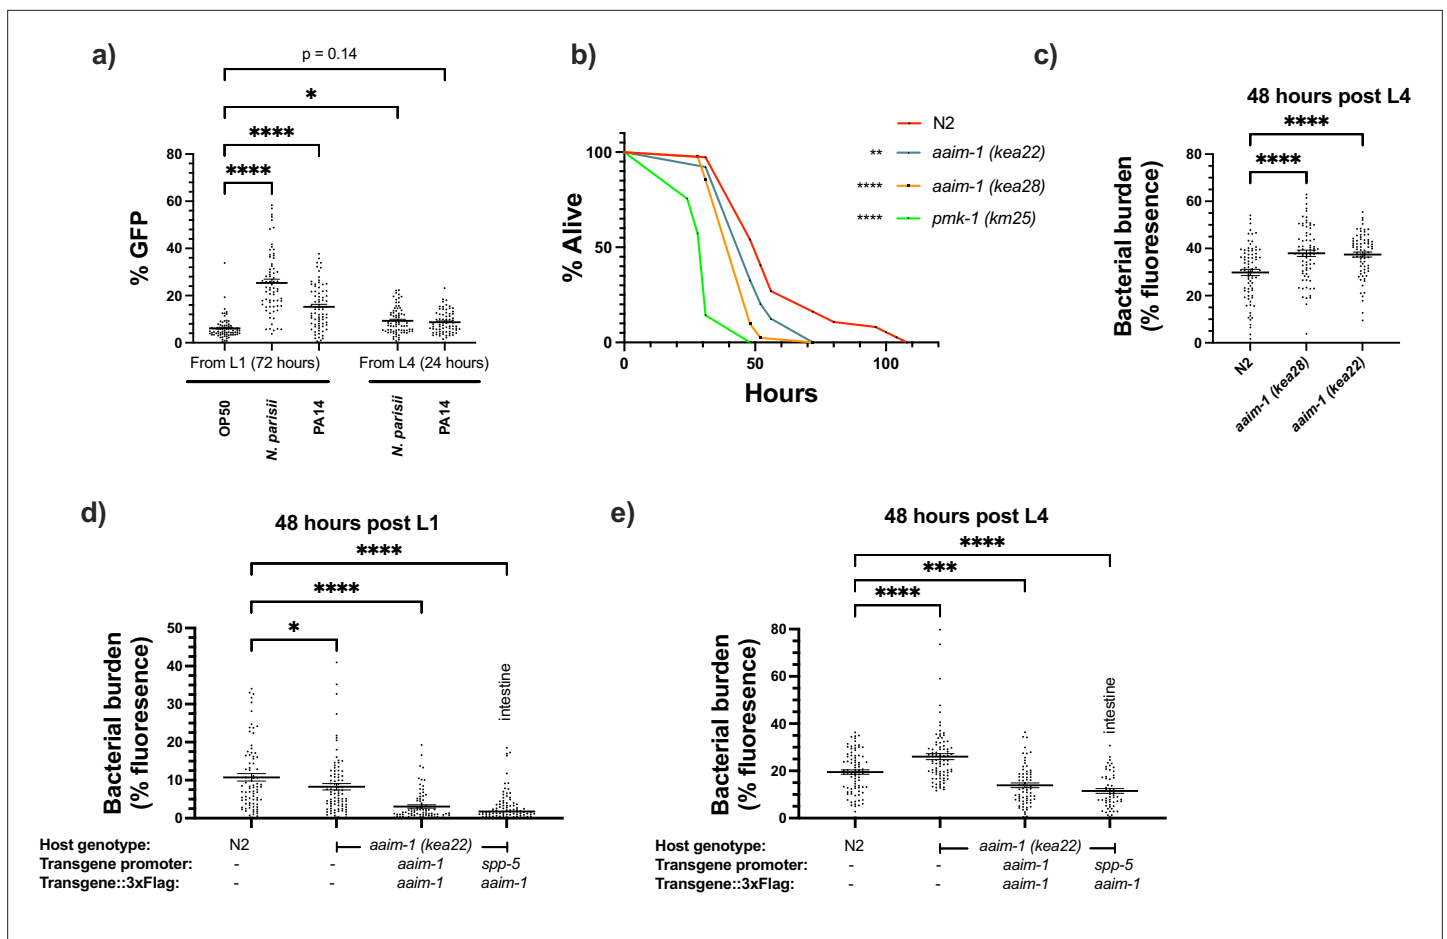 a)
p = 0.14
*
****
****
% GFP
80
60
40
20
0
From L1 (72 hours)
From L4 (24 hours)
OP50
N. parisii
PA14
N. parisii
PA14
b)
% Alive
100
50
0
0
50
100
Hours
N2
** aaim-1 (kea22)
**** aaim-1 (kea28)
**** pmk-1 (km25)
c)
48 hours post L4
****
****
Bacterial burden
(% fluoresence)
80
60
40
20
0
N2
aaim-1 (kea28)
aaim-1 (kea22)
d)
48 hours post L1
****
****
*
Bacterial burden
(% fluoresence)
50
40
30
20
10
0
intestine
Host genotype: N2 aaim-1 (kea22)
Transgene promoter: - - aaim-1 spp-5
Transgene::3xFlag: - - aaim-1 aaim-1
e)
48 hours post L4
****
***
****
Bacterial burden
(% fluoresence)
80
60
40
20
0
intestine
Host genotype: N2 aaim-1 (kea22)
Transgene promoter: - - aaim-1 spp-5
Transgene::3xFlag: - - aaim-1 aaim-1